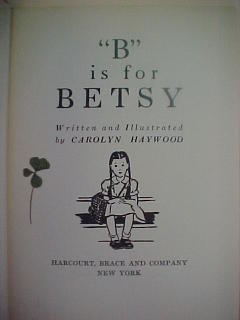 "B"
is for
BETSY
Written and Illustrated
by CAROLYN HAYWOOD
HARCOURT, BRACE AND COMPANY
NEW YORK